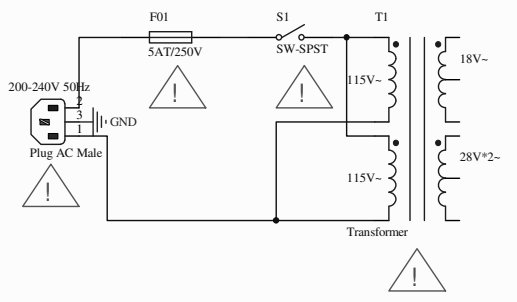 F01
S1
T1
5AT/250V
SW-SPST
115V~
18V~
200-240V 50Hz
2
3
GND
1
Plug AC Male
115V~
28V*2~
Transformer
!
!
!
!